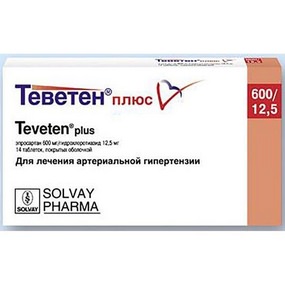 Теветен® плюс
600/
12,5
Teveten® plus
эпросартан 600 мг/гидрохлоротиазид 12,5 мг
14 таблеток, покрытых оболочкой
Для лечения артериальной гипертензии
SOLVAY
SOLVAY
PHARMA